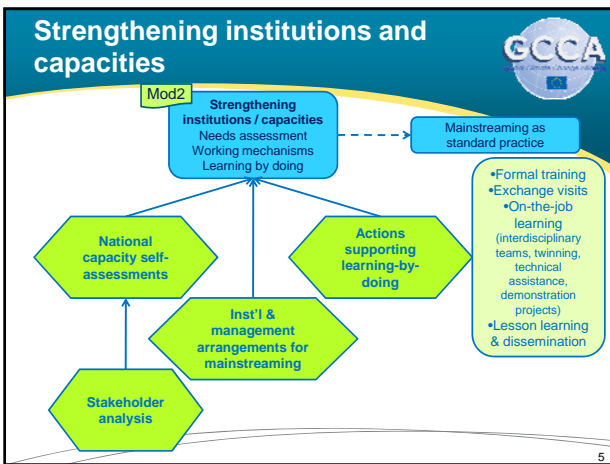 Strengthening institutions and
capacities
GCCA
Mod2
Strengthening
institutions / capacities
Needs assessment
Working mechanisms
Learning by doing
Mainstreaming as
standard practice
•Formal training
•Exchange visits
•On-the-job
learning
(interdisciplinary
teams, twinning,
technical
assistance,
demonstration
projects)
•Lesson learning
& dissemination
National
capacity self-
assessments
Actions
supporting
learning-by-
doing
Inst'l &
management
arrangements for
mainstreaming
Stakeholder
analysis
5